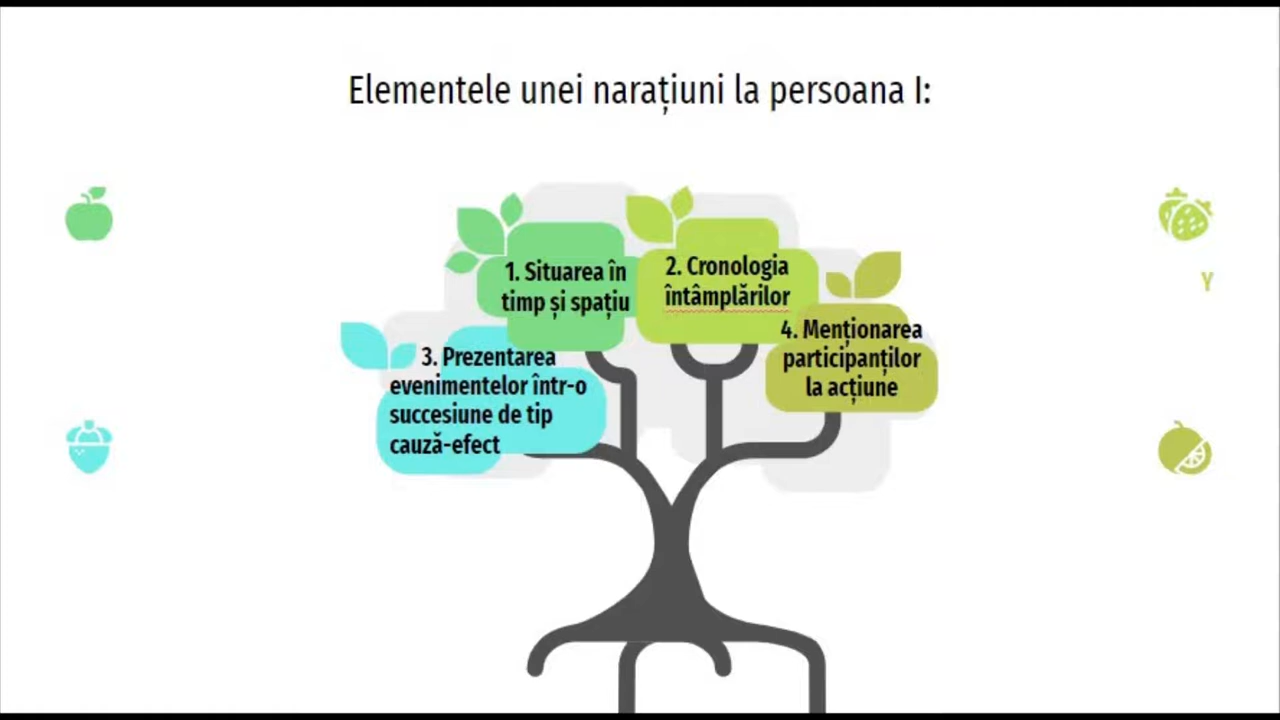 Elementele unei narațiuni la persoana I:
1. Situarea în
timp și spațiu
2. Cronologia
întâmplărilor
3. Prezentarea
evenimentelor într-o
succesiune de tip
cauză-efect
4. Menționarea
participanților
la acțiune
Y